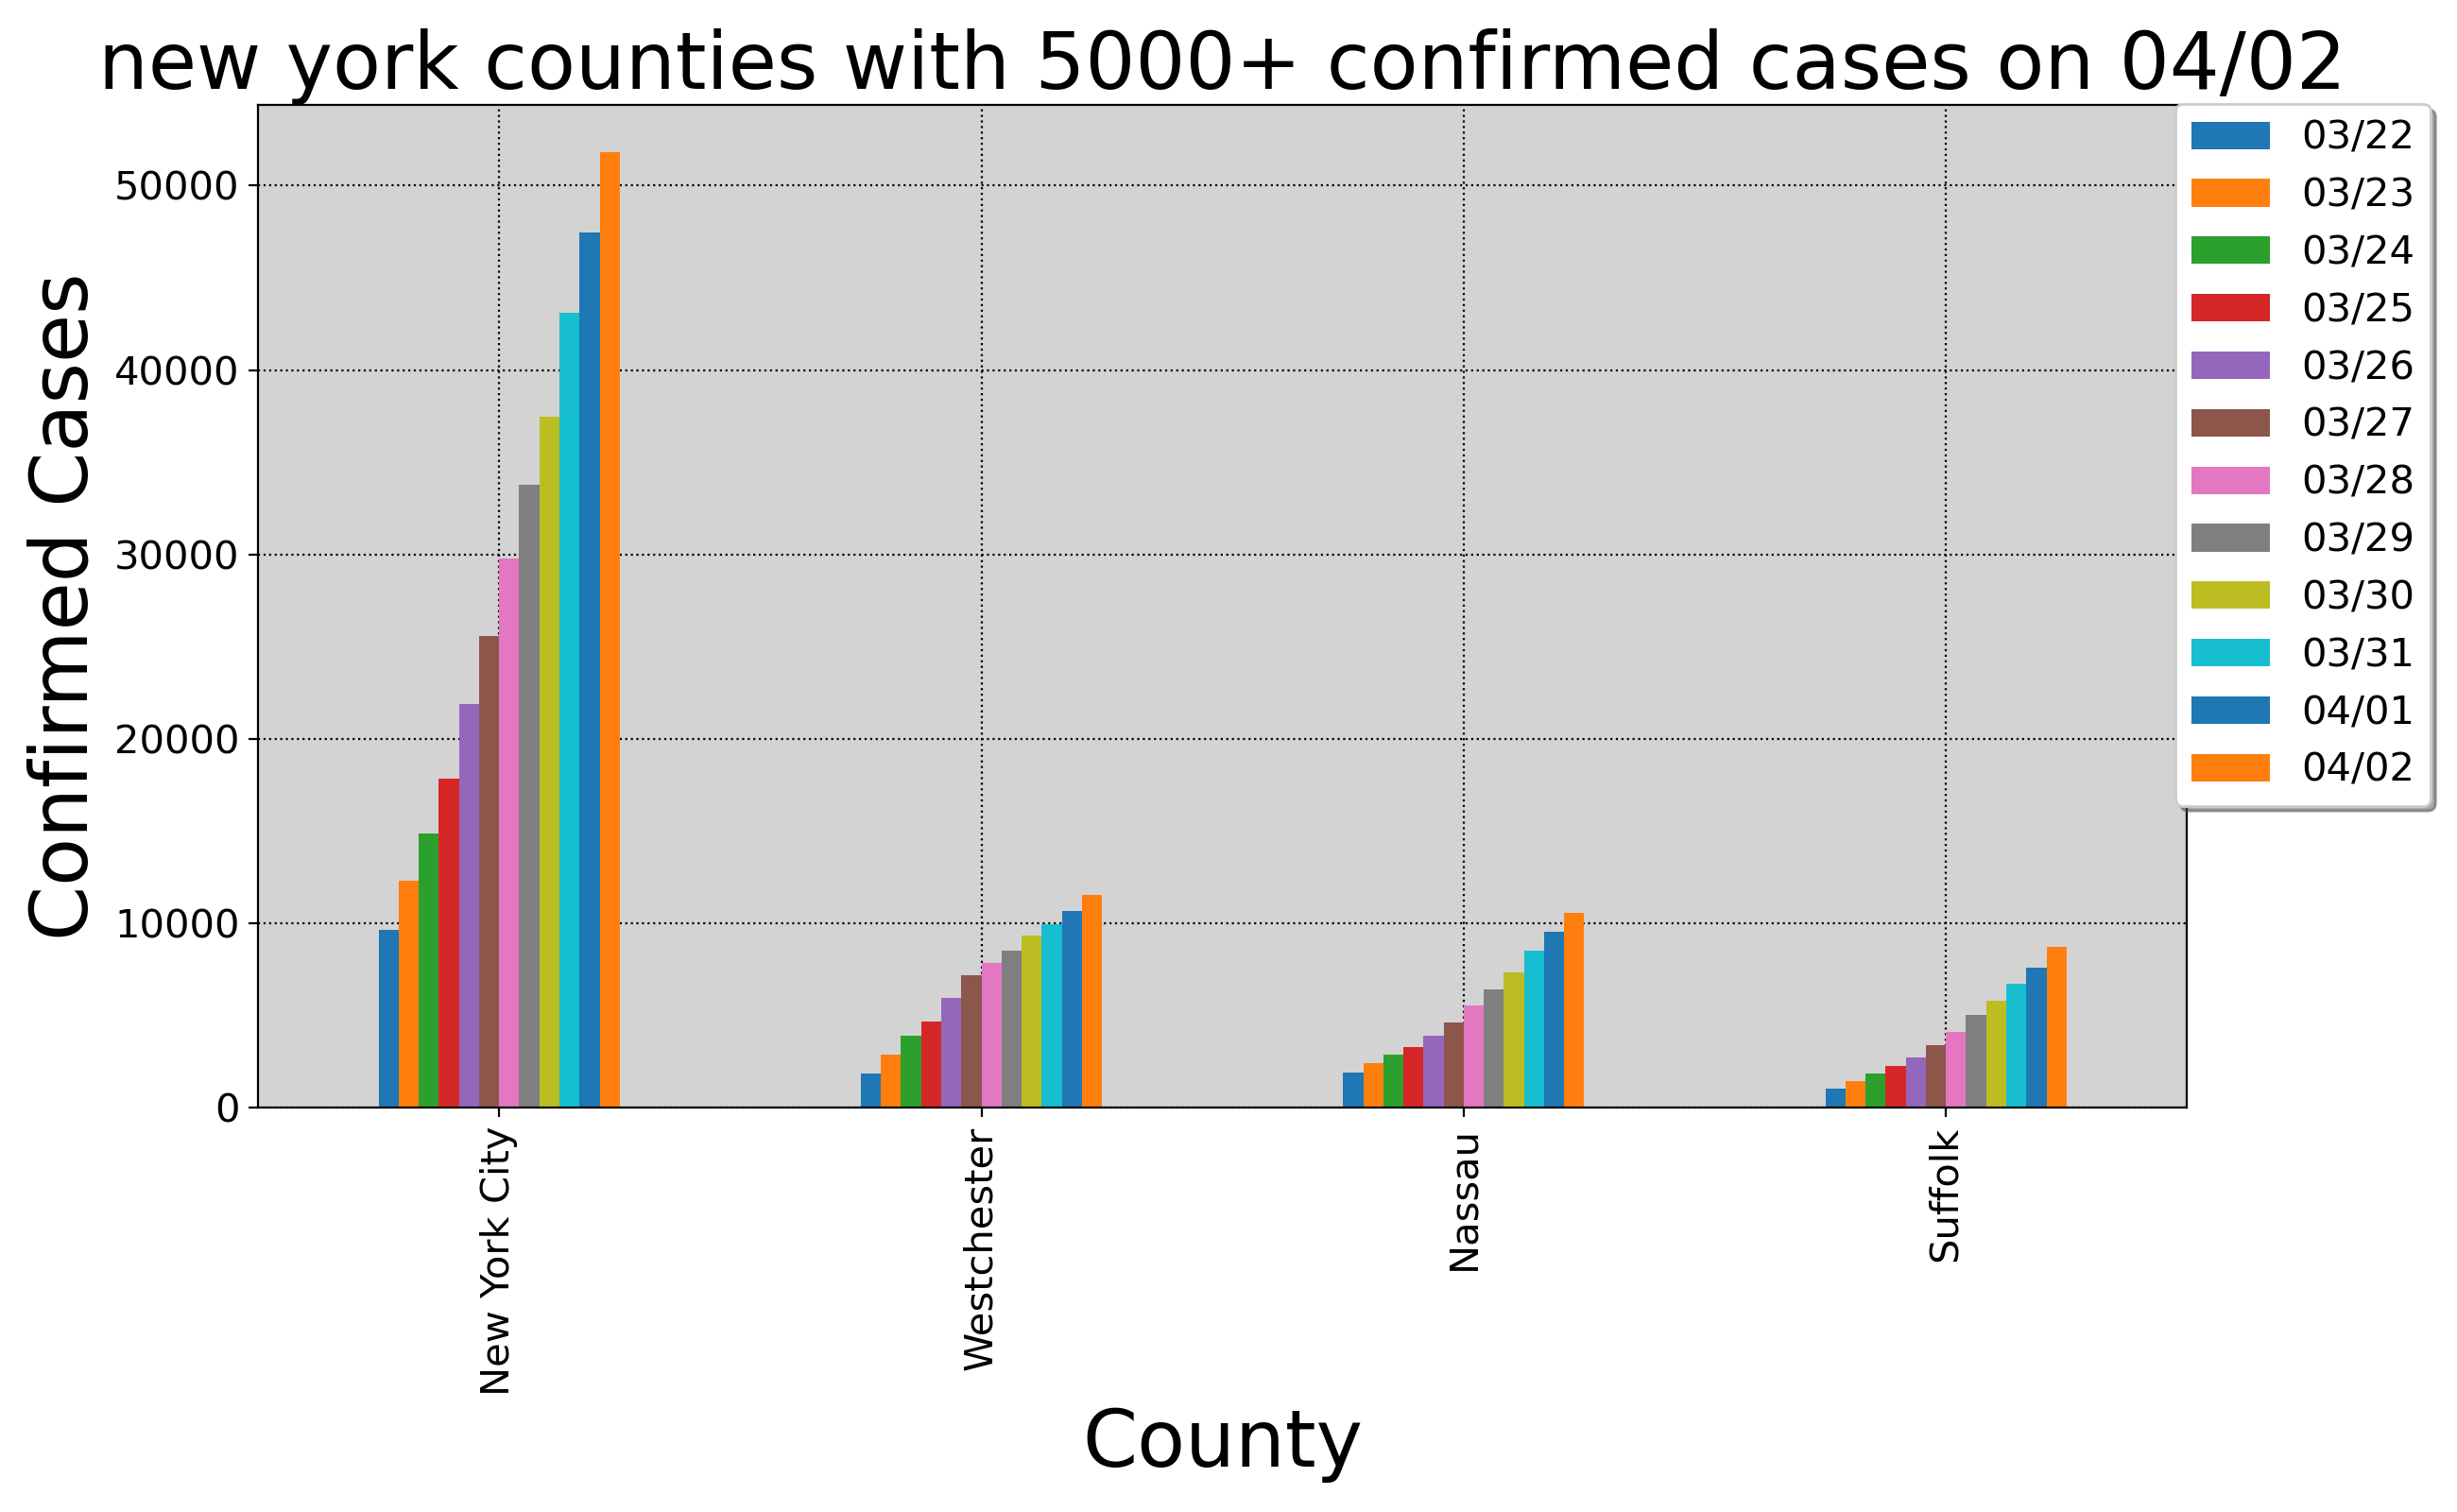 new york counties with 5000+ confirmed cases on 04/02
Confirmed Cases
50000
40000
30000
20000
10000
0
03/22
03/23
03/24
03/25
03/26
03/27
03/28
03/29
03/30
03/31
04/01
04/02
New York City
Westchester
Nassau
Suffolk
County